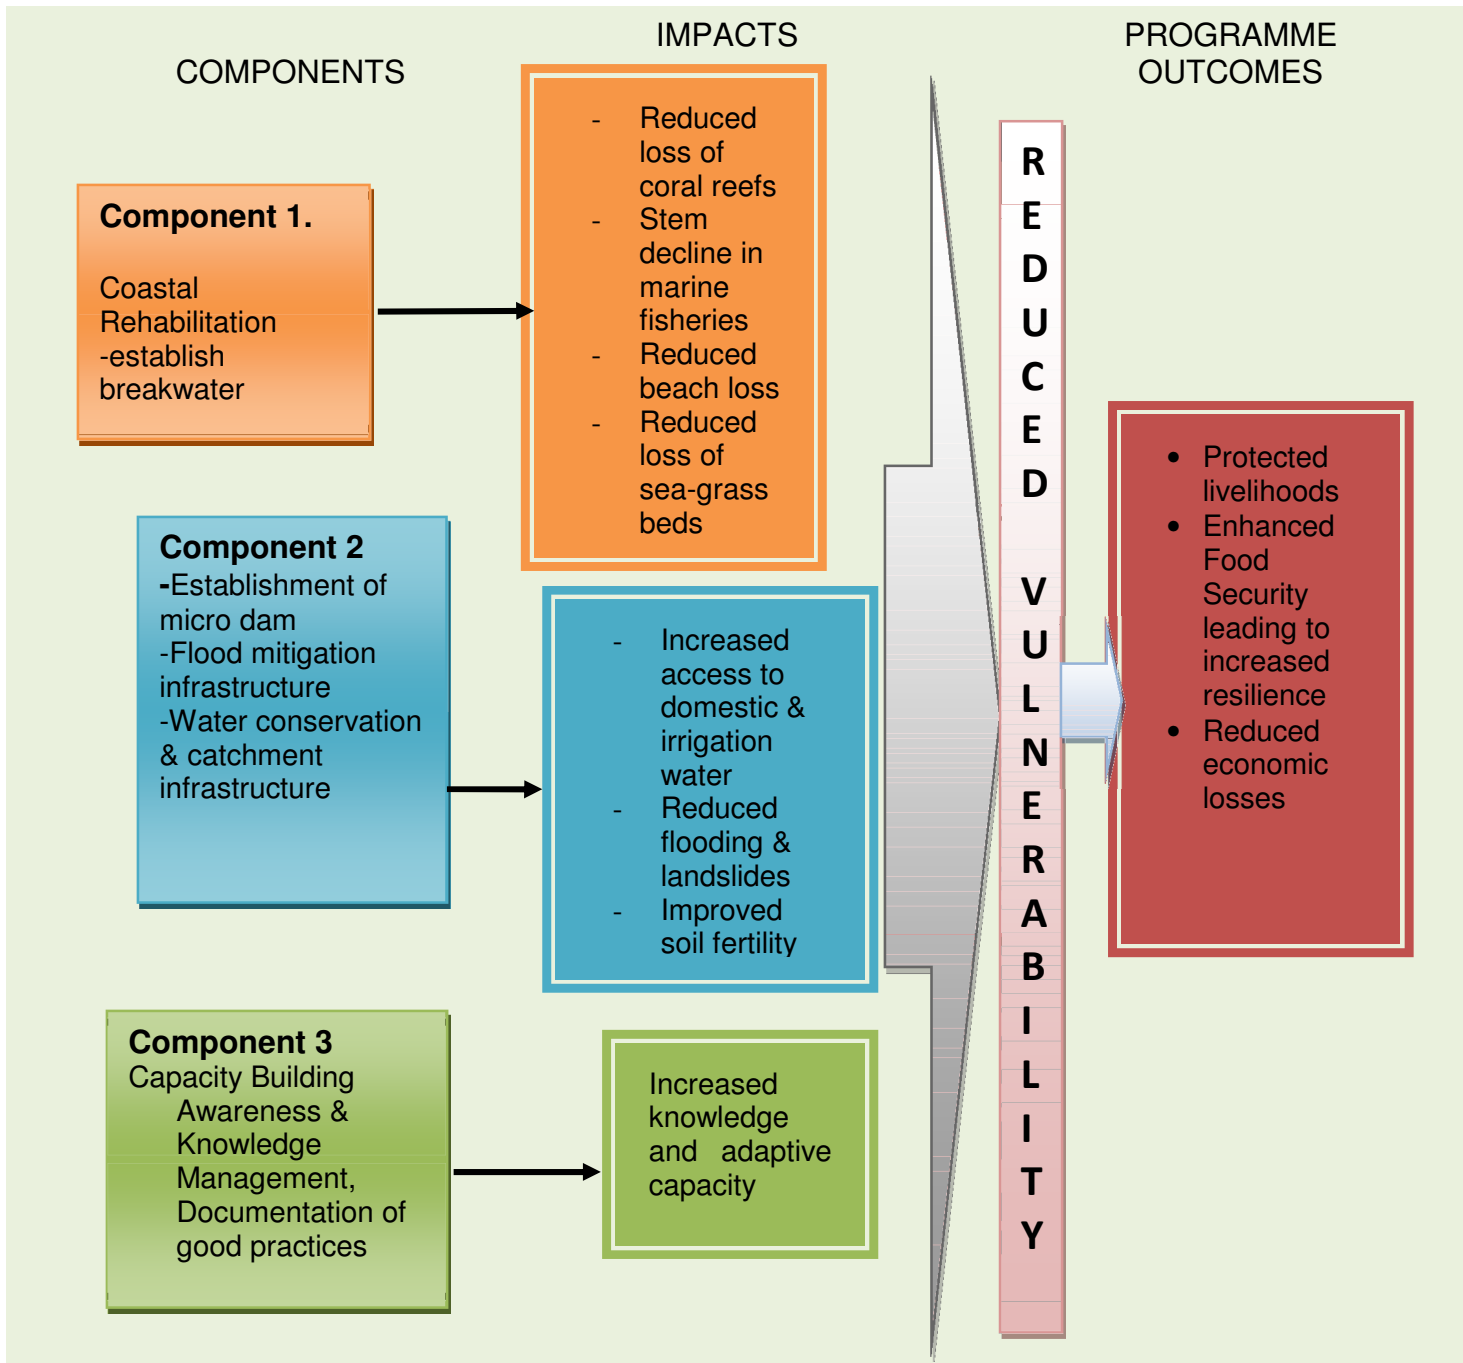 COMPONENTS
IMPACTS
PROGRAMME
OUTCOMES
Component 1.
Coastal
Rehabilitation
-establish
breakwater
- Reduced
loss of
coral reefs
- Stem
decline in
marine
fisheries
- Reduced
beach loss
- Reduced
loss of
sea-grass
beds
Component 2
-Establishment of
micro dam
-Flood mitigation
infrastructure
-Water conservation
& catchment
infrastructure
- Increased
access to
domestic &
irrigation
water
- Reduced
flooding &
landslides
- Improved
soil fertility
Component 3
Capacity Building
Awareness &
Knowledge
Management,
Documentation of
good practices
Increased
knowledge
and adaptive
capacity
REDUCED VULNERABILITY
• Protected
livelihoods
• Enhanced
Food
Security
leading to
increased
resilience
• Reduced
economic
losses